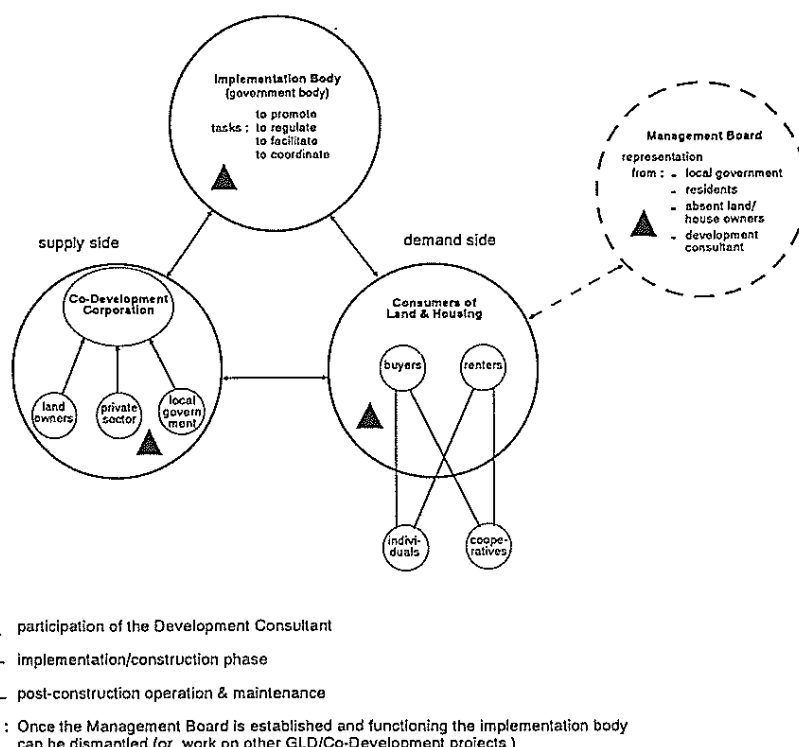 Implementation Body
(government body)
to promote
tasks : to regulate
to facilitate
to coordinate
Management Board
representation
from : - local government
- residents
- absent land/
house owners
- development
consultant
supply side
demand side
Co-Development
Corporation
land
owners
private
sector
local
govern
ment
Consumers of
Land & Housing
buyers
renters
indivi-
duals
coope-
ratives
participation of the Development Consultant
implementation/construction phase
post-construction operation & maintenance
: Once the Management Board is established and functioning the implementation body
can be dismantled (or work on other GLD/Co-Development projects )